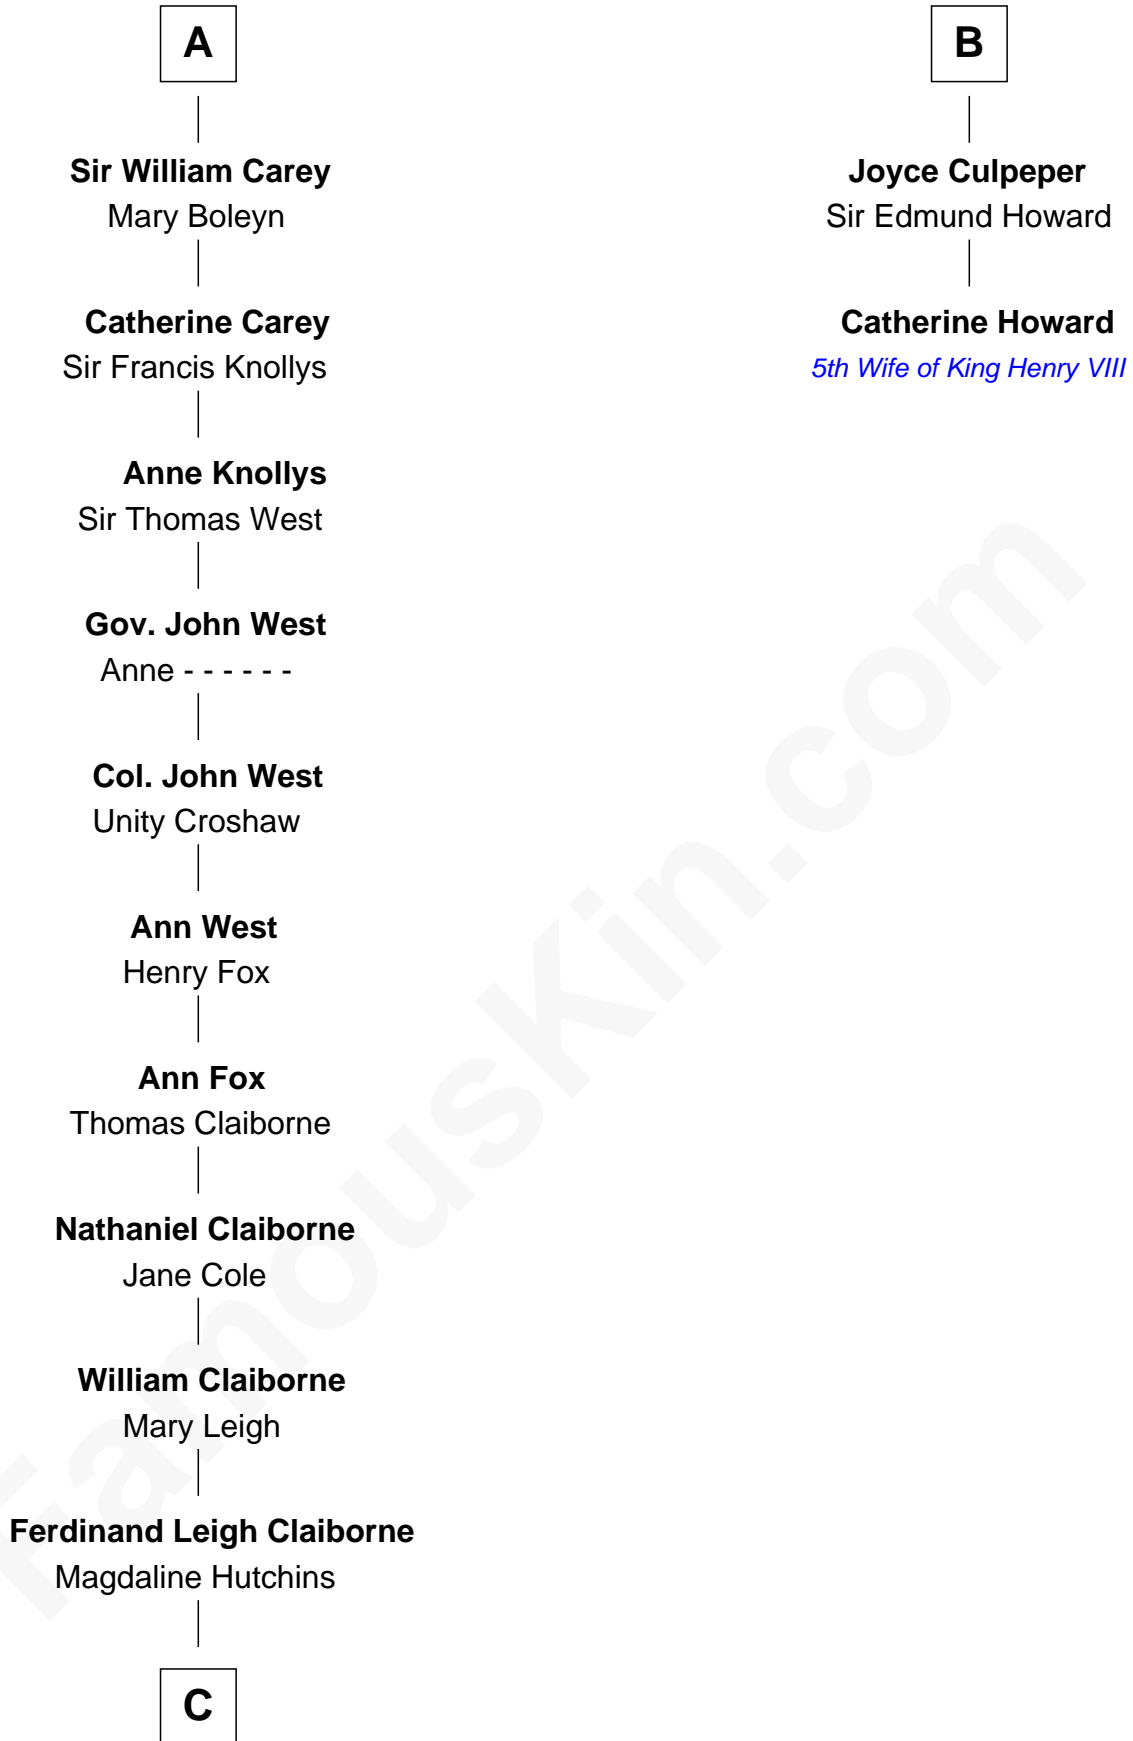 A
Sir William Carey
Mary Boleyn
Catherine Carey
Sir Francis Knollys
Anne Knollys
Sir Thomas West
Gov. John West
Anne - - - - - -
Col. John West
Unity Croshaw
Ann West
Henry Fox
Ann Fox
Thomas Claiborne
Nathaniel Claiborne
Jane Cole
William Claiborne
Mary Leigh
Ferdinand Leigh Claiborne
Magdaline Hutchins
C
B
Joyce Culpeper
Sir Edmund Howard
Catherine Howard
5th Wife of King Henry VIII
FamousKin.com